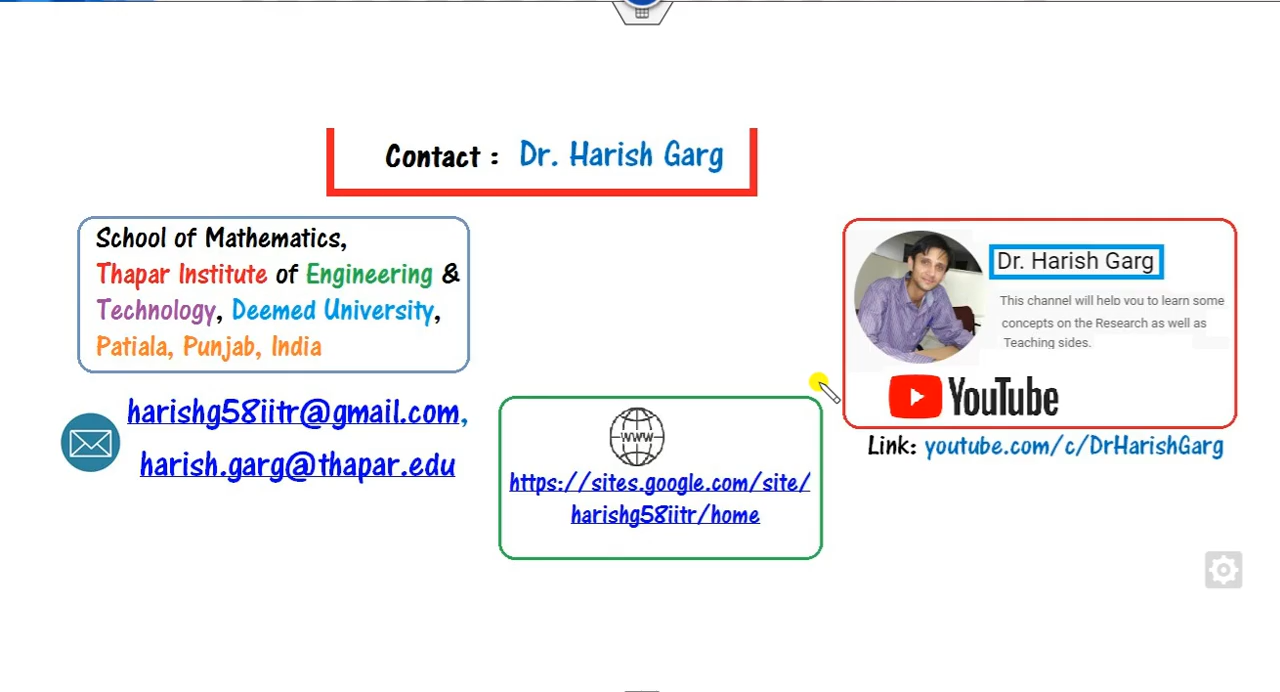 Contact : Dr. Harish Garg
School of Mathematics,
Thapar Institute of Engineering &
Technology, Deemed University,
Patiala, Punjab, India
harishg58iitr@gmail.com,
harish.garg@thapar.edu
WWW
https://sites.google.com/site/
harishg58iitr/home
Dr. Harish Garg
This channel will help you to learn some
concepts on the Research as well as
Teaching sides.
YouTube
Link: youtube.com/c/DrHarishGarg